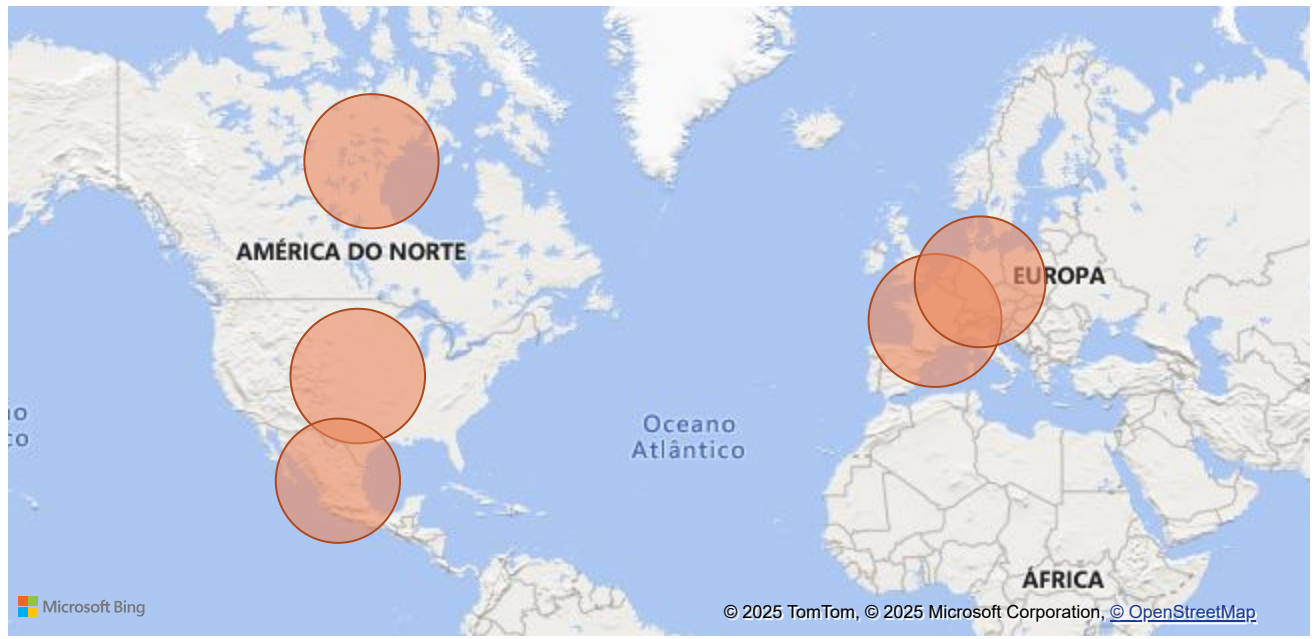 AMÉRICA DO NORTE
EUROPA
Oceano
Atlântico
ÁFRICA
Microsoft Bing
© 2025 TomTom, © 2025 Microsoft Corporation, © OpenStreetMap